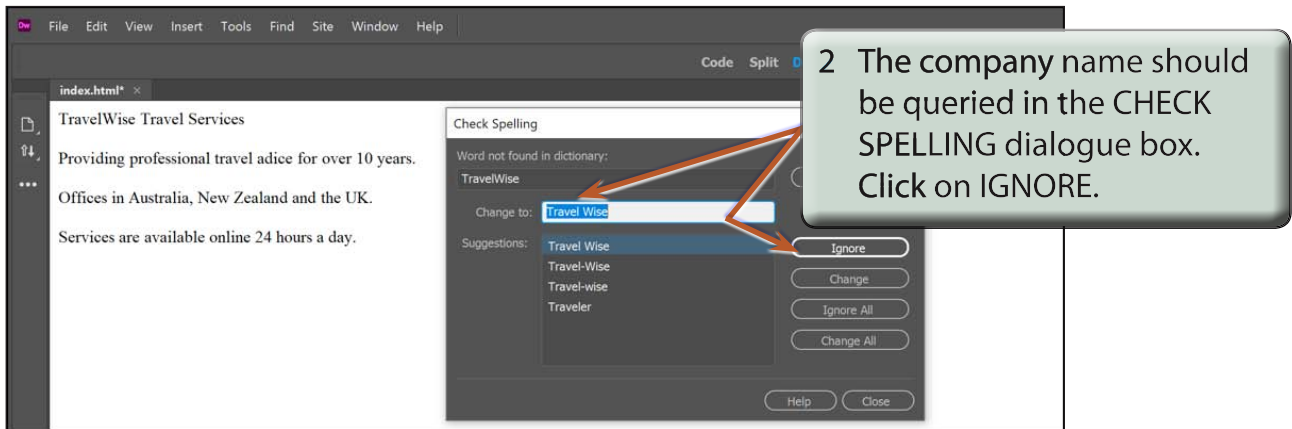 Dw File Edit View Insert Tools Find Site Window Help
Code Split D
index.html* ×
TravelWise Travel Services
Providing professional travel adice for over 10 years.
Offices in Australia, New Zealand and the UK.
Services are available online 24 hours a day.
Check Spelling
Word not found in dictionary:
TravelWise
Change to: Travel Wise
Suggestions:
Travel Wise
Travel-Wise
Travel-wise
Traveler
Ignore
Change
Ignore All
Change All
Help Close
2 The company name should
be queried in the CHECK
SPELLING dialogue box.
Click on IGNORE.